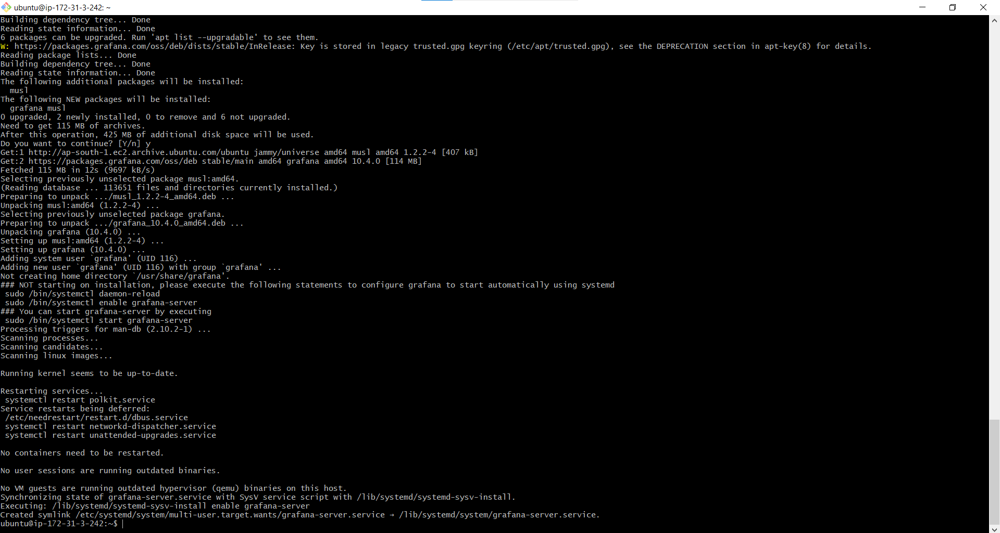 ubuntu@ip-172-31-3-242: ~
Building dependency tree... Done
Reading state information... Done
6 packages can be upgraded. Run 'apt list --upgradable' to see them.
W: https://packages.grafana.com/oss/deb/dists/stable/InRelease: Key is stored in legacy trusted.gpg keyring (/etc/apt/trusted.gpg), see the DEPRECATION section in apt-key(8) for details.
Reading package lists... Done
Building dependency tree... Done
Reading state information... Done
The following additional packages will be installed:
  musl
The following NEW packages will be installed:
  grafana musl
0 upgraded, 2 newly installed, 0 to remove and 6 not upgraded.
Need to get 115 MB of archives.
After this operation, 425 MB of additional disk space will be used.
Do you want to continue? [Y/n] y
Get:1 http://ap-south-1.ec2.archive.ubuntu.com/ubuntu jammy/universe amd64 musl amd64 1.2.2-4 [407 kB]
Get:2 https://packages.grafana.com/oss/deb stable/main amd64 grafana amd64 10.4.0 [114 MB]
Fetched 115 MB in 12s (9697 kB/s)
Selecting previously unselected package musl:amd64.
(Reading database ... 113651 files and directories currently installed.)
Preparing to unpack .../musl_1.2.2-4_amd64.deb ...
Unpacking musl:amd64 (1.2.2-4) ...
Selecting previously unselected package grafana.
Preparing to unpack .../grafana_10.4.0_amd64.deb ...
Unpacking grafana (10.4.0) ...
Setting up musl:amd64 (1.2.2-4) ...
Setting up grafana (10.4.0) ...
Adding system user `grafana' (UID 116) ...
Adding new user `grafana' (UID 116) with group `grafana' ...
Not creating home directory `/usr/share/grafana'.
### NOT starting on installation, please execute the following statements to configure grafana to start automatically using systemd
 sudo /bin/systemctl daemon-reload
 sudo /bin/systemctl enable grafana-server
### You can start grafana-server by executing
 sudo /bin/systemctl start grafana-server
Processing triggers for man-db (2.10.2-1) ...
Scanning processes...
Scanning candidates...
Scanning linux images...
Running kernel seems to be up-to-date.
Restarting services...
 systemctl restart polkit.service
Service restarts being deferred:
 /etc/needrestart/restart.d/dbus.service
 systemctl restart networkd-dispatcher.service
 systemctl restart unattended-upgrades.service
No containers need to be restarted.
No user sessions are running outdated binaries.
No VM guests are running outdated hypervisor (qemu) binaries on this host.
Synchronizing state of grafana-server.service with SysV service script with /lib/systemd/systemd-sysv-install.
Executing: /lib/systemd/systemd-sysv-install enable grafana-server
Created symlink /etc/systemd/system/multi-user.target.wants/grafana-server.service → /lib/systemd/system/grafana-server.service.
ubuntu@ip-172-31-3-242:~$